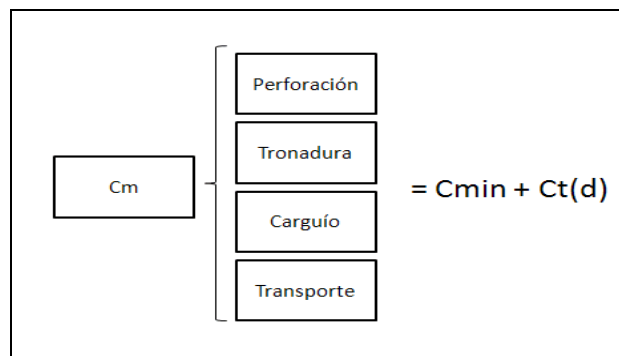 Perforación
Tronadura
Cm
= Cmin + Ct(d)
Carguío
Transporte